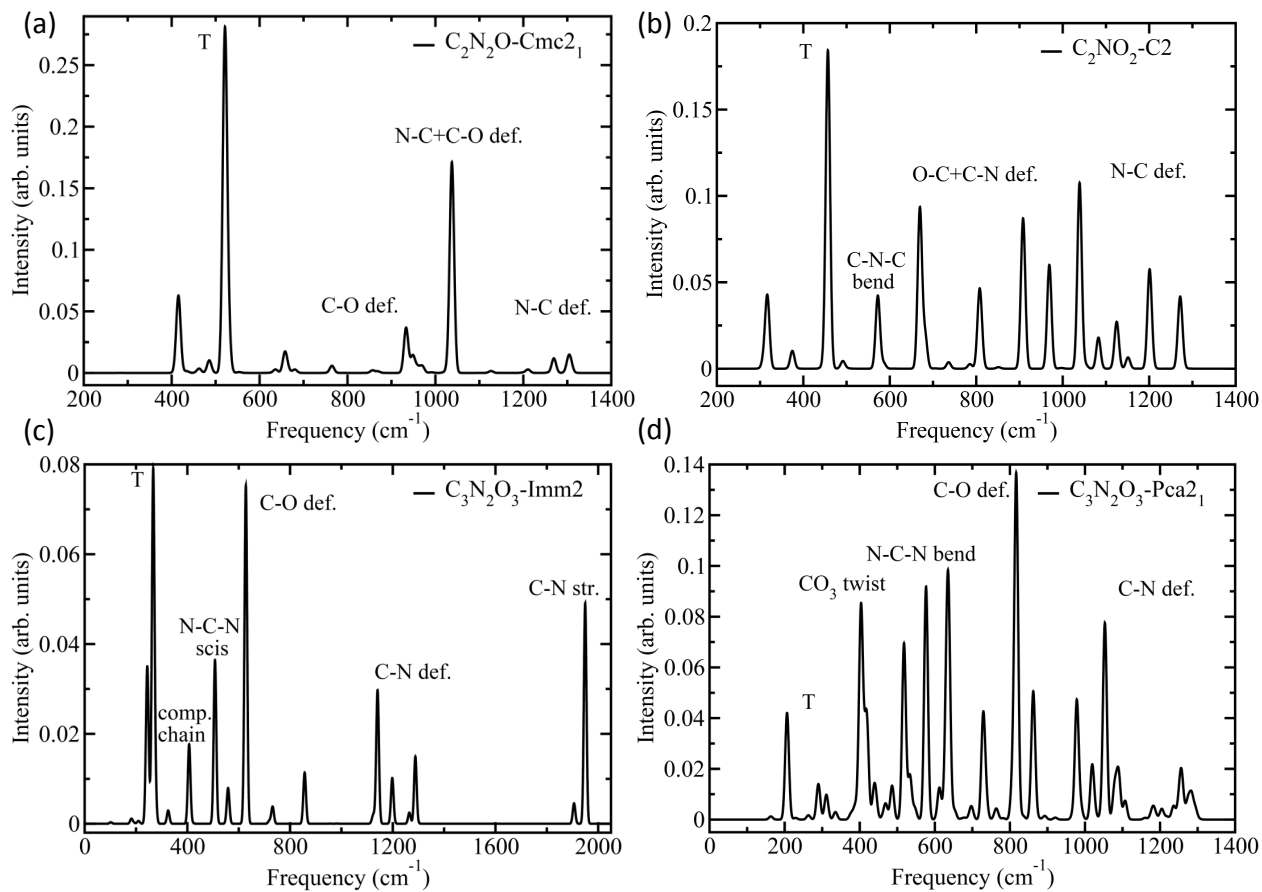 (a)
C₂N₂O-Cmc2₁
T
N-C+C-O def.
C-O def.
N-C def.
Intensity (arb. units)
0.25
0.2
0.15
0.1
0.05
0
200 400 600 800 1000 1200 1400
Frequency (cm⁻¹)
(b)
C₂NO₂-C2
T
O-C+C-N def.
N-C def.
C-N-C
bend
Intensity (arb. units)
0.2
0.15
0.1
0.05
0
200 400 600 800 1000 1200 1400
Frequency (cm⁻¹)
(c)
C₃N₂O₃-Imm2
T
C-O def.
C-N str.
N-C-N
scis
C-N def.
comp.
chain
Intensity (arb. units)
0.08
0.06
0.04
0.02
0
0 400 800 1200 1600 2000
Frequency (cm⁻¹)
(d)
C-O def.
C₃N₂O₃-Pca2₁
N-C-N bend
CO₃ twist
C-N def.
T
Intensity (arb. units)
0.14
0.12
0.1
0.08
0.06
0.04
0.02
0
0 200 400 600 800 1000 1200 1400
Frequency (cm⁻¹)